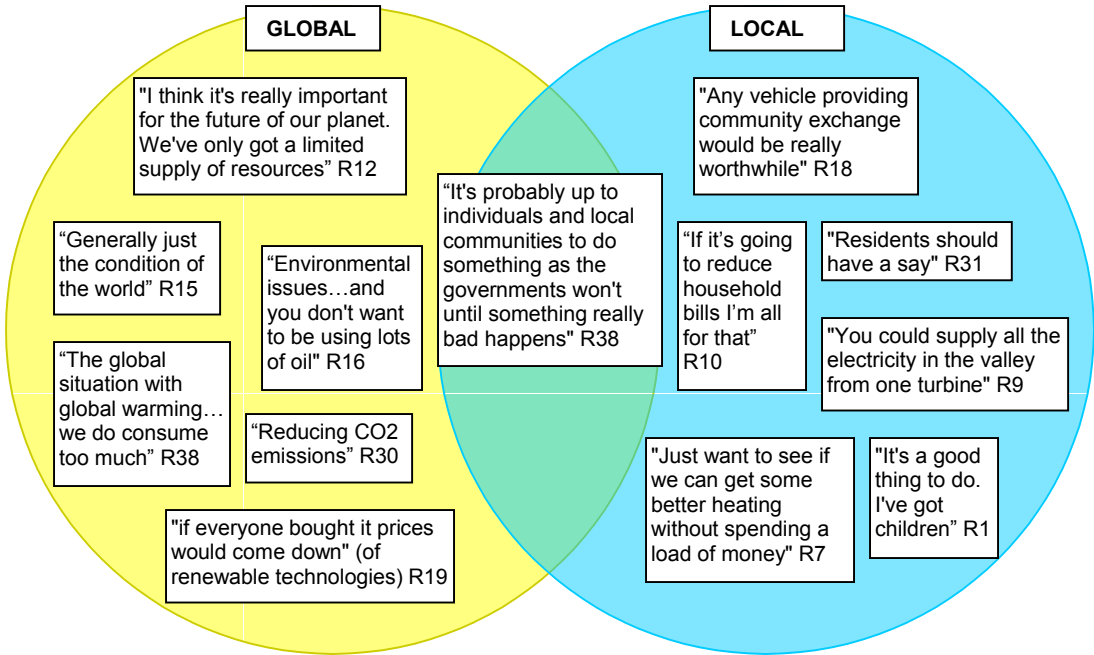 GLOBAL
"I think it's really important
for the future of our planet.
We've only got a limited
supply of resources” R12
“Generally just
the condition of
the world” R15
“Environmental
issues…and
you don't want
to be using lots
of oil" R16
“The global
situation with
global warming…
we do consume
too much” R38
“Reducing CO2
emissions” R30
"if everyone bought it prices
would come down" (of
renewable technologies) R19
“It's probably up to
individuals and local
communities to do
something as the
governments won't
until something really
bad happens" R38
LOCAL
"Any vehicle providing
community exchange
would be really
worthwhile" R18
“If it’s going
to reduce
household
bills I’m all
for that”
R10
"Residents should
have a say" R31
"You could supply all the
electricity in the valley
from one turbine" R9
"Just want to see if
we can get some
better heating
without spending a
load of money" R7
"It's a good
thing to do.
I've got
children” R1